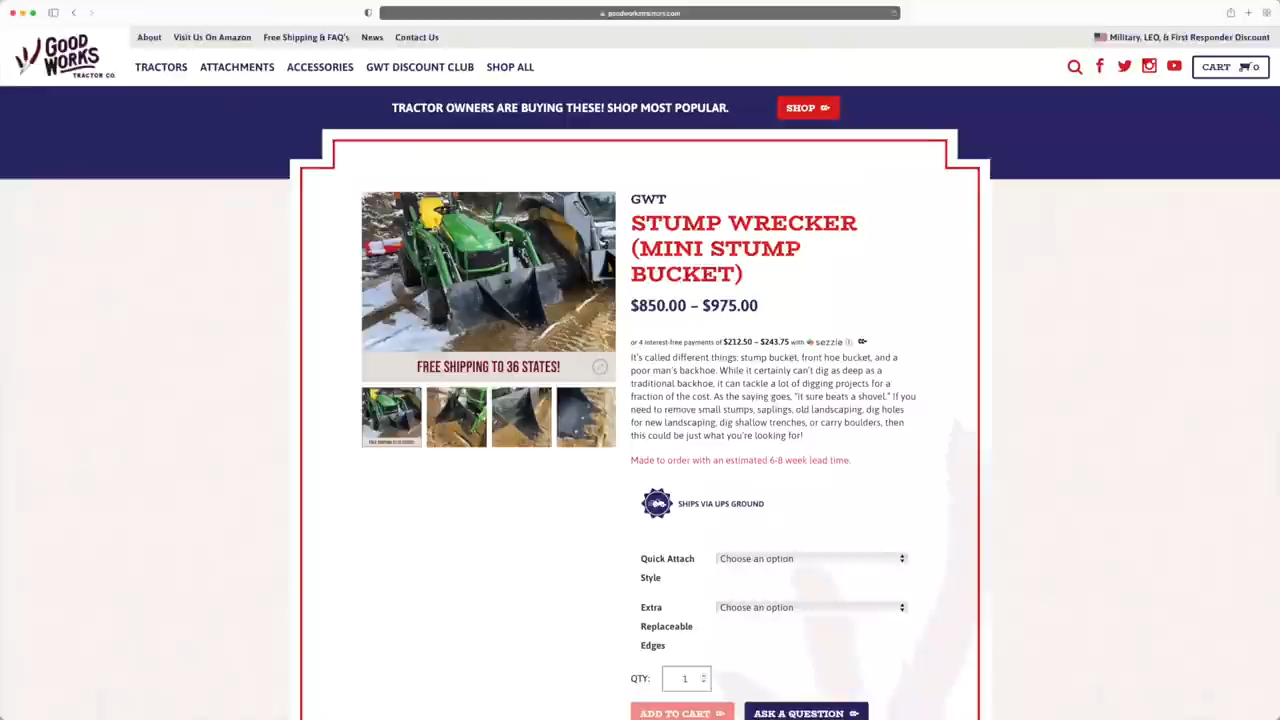 goodworkstractors.com
GOOD
WORKS
TRACTOR CO.
About
Visit Us On Amazon
Free Shipping & FAQ's
News
Contact Us
Military, LEO, & First Responder Discount
TRACTORS
ATTACHMENTS
ACCESSORIES
GWT DISCOUNT CLUB
SHOP ALL
CART 0
TRACTOR OWNERS ARE BUYING THESE! SHOP MOST POPULAR.
SHOP
FREE SHIPPING TO 36 STATES!
FREE SHIPPING TO 36 STATES!
GWT
STUMP WRECKER
(MINI STUMP
BUCKET)
$850.00 – $975.00
or 4 interest-free payments of $212.50 – $243.75 with sezzle
It's called different things: stump bucket, front hoe bucket, and a
poor man's backhoe. While it certainly can't dig as deep as a
traditional backhoe, it can tackle a lot of digging projects for a
fraction of the cost. As the saying goes, "it sure beats a shovel." If you
need to remove small stumps, saplings, old landscaping, dig holes
for new landscaping, dig shallow trenches, or carry boulders, then
this could be just what you're looking for!
Made to order with an estimated 6-8 week lead time.
SHIPS VIA UPS GROUND
Quick Attach
Style
Choose an option
Extra
Replaceable
Edges
Choose an option
QTY: 1
ADD TO CART
ASK A QUESTION